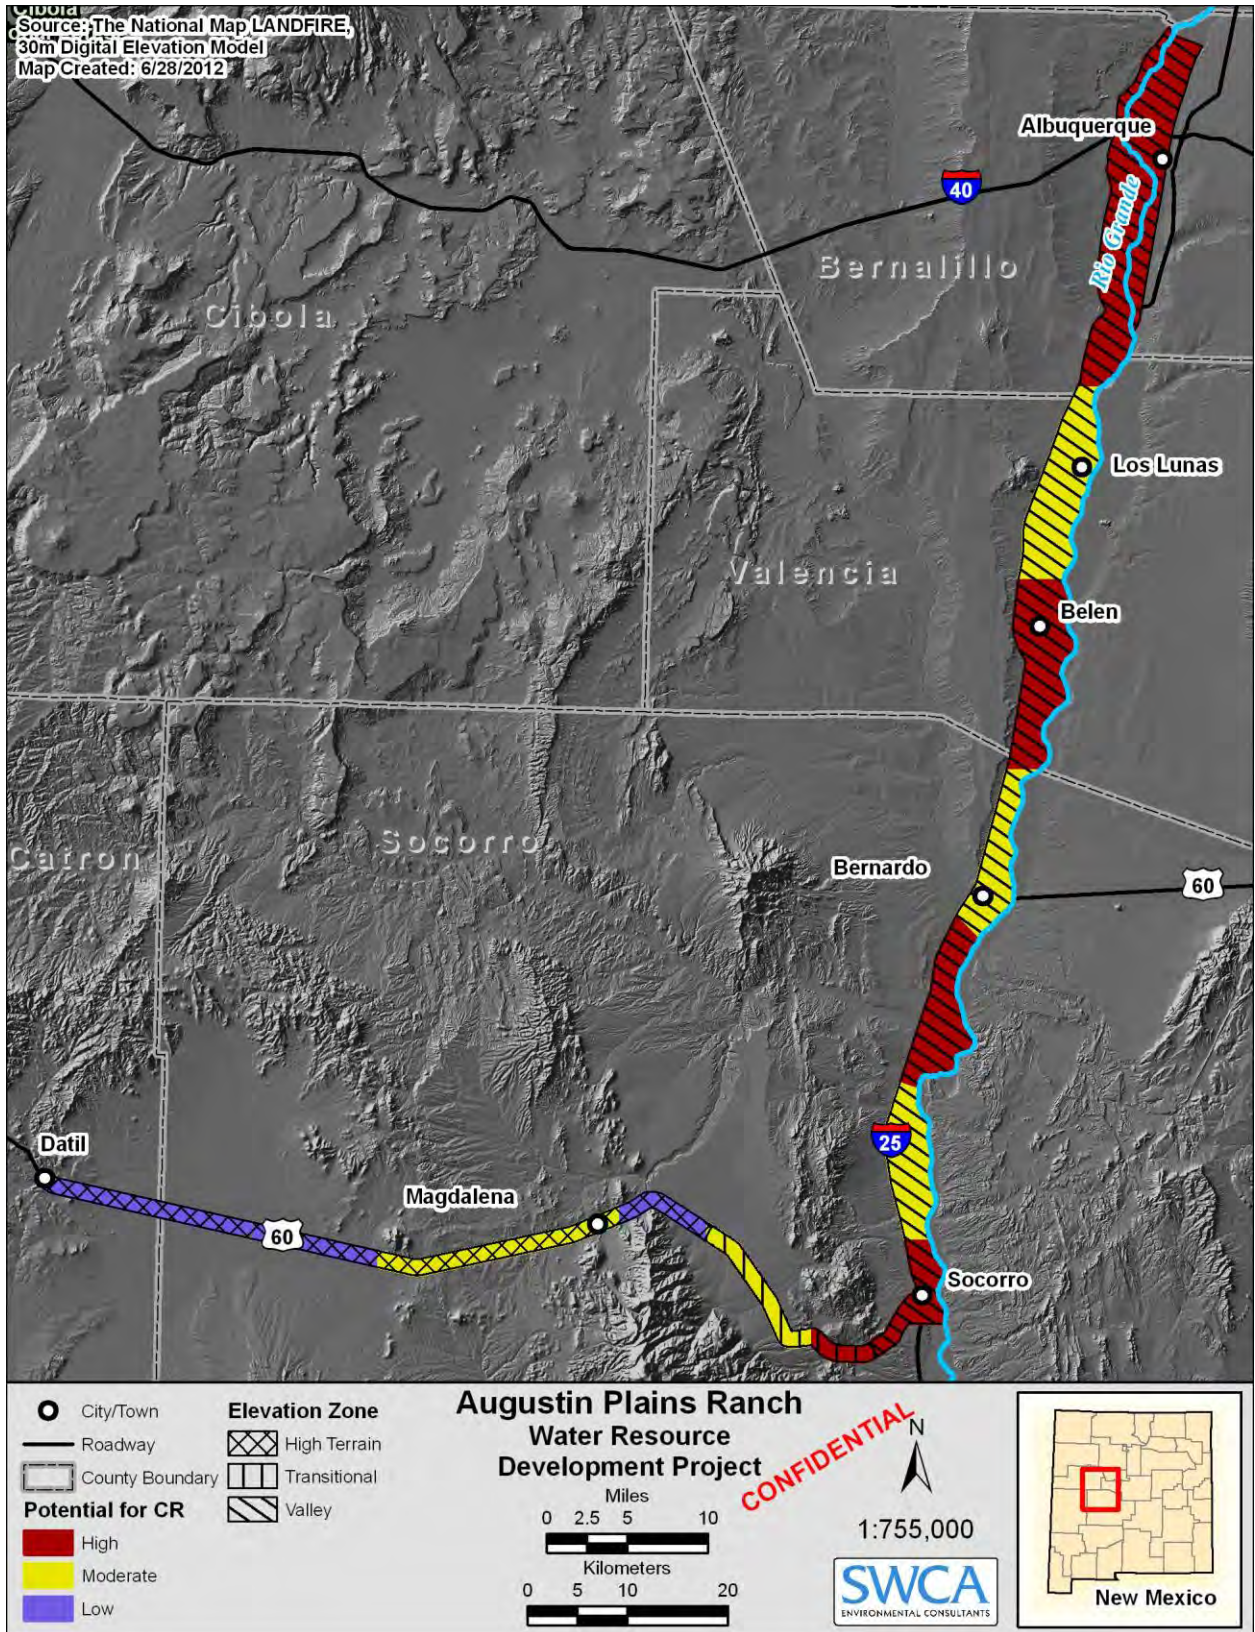 Cibola
Source: The National Map LANDFIRE,
30m Digital Elevation Model
Map Created: 6/28/2012
Albuquerque
40
Rio Grande
Bernalillo
Cibola
Los Lunas
Valencia
Belen
Socorro
Catron
Bernardo
60
25
Datil
Magdalena
60
Socorro
City/Town
Roadway
County Boundary
Potential for CR
High
Moderate
Low
Elevation Zone
High Terrain
Transitional
Valley
Augustin Plains Ranch
Water Resource
Development Project
CONFIDENTIAL
Miles
0 2.5 5 10
Kilometers
0 5 10 20
N
1:755,000
SWCA
ENVIRONMENTAL CONSULTANTS
New Mexico